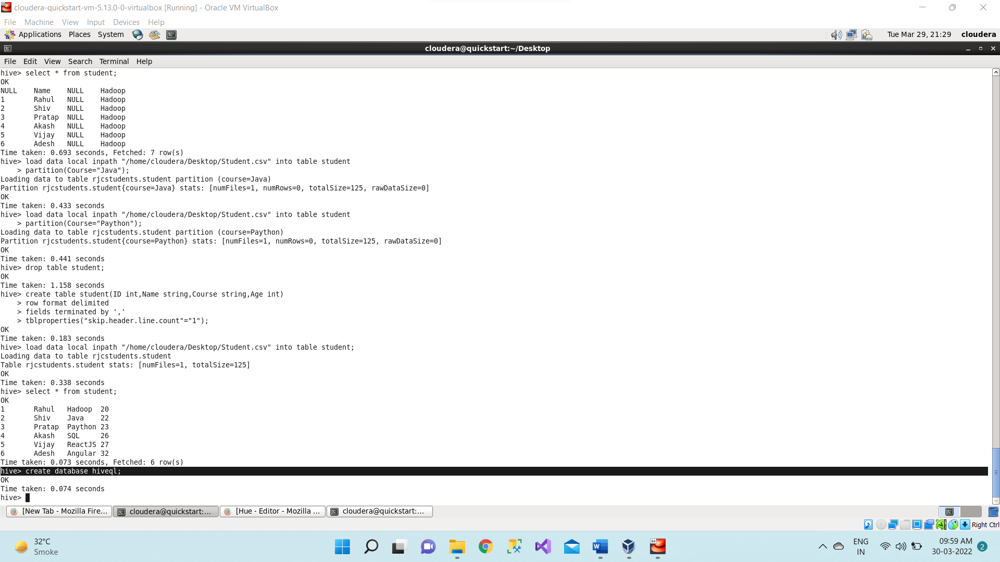 cloudera-quickstart-vm-5.13.0-0-virtualbox [Running] - Oracle VM VirtualBox
File Machine View Input Devices Help
Applications Places System Tue Mar 29, 21:29 cloudera
cloudera@quickstart:~/Desktop
File Edit View Search Terminal Help
hive> select * from student;
OK
NULL Name NULL Hadoop
1 Rahul NULL Hadoop
2 Shiv NULL Hadoop
3 Pratap NULL Hadoop
4 Akash NULL Hadoop
5 Vijay NULL Hadoop
6 Adesh NULL Hadoop
Time taken: 0.693 seconds, Fetched: 7 row(s)
hive> load data local inpath "/home/cloudera/Desktop/Student.csv" into table student
> partition(Course="Java");
Loading data to table rjcstudents.student partition (course=Java)
Partition rjcstudents.student{course=Java} stats: [numFiles=1, numRows=0, totalSize=125, rawDataSize=0]
OK
Time taken: 0.433 seconds
hive> load data local inpath "/home/cloudera/Desktop/Student.csv" into table student
> partition(Course="Paython");
Loading data to table rjcstudents.student partition (course=Paython)
Partition rjcstudents.student{course=Paython} stats: [numFiles=1, numRows=0, totalSize=125, rawDataSize=0]
OK
Time taken: 0.441 seconds
hive> drop table student;
OK
Time taken: 1.158 seconds
hive> create table student(ID int,Name string,Course string,Age int)
> row format delimited
> fields terminated by ','
> tblproperties("skip.header.line.count"="1");
OK
Time taken: 0.183 seconds
hive> load data local inpath "/home/cloudera/Desktop/Student.csv" into table student;
Loading data to table rjcstudents.student
Table rjcstudents.student stats: [numFiles=1, totalSize=125]
OK
Time taken: 0.338 seconds
hive> select * from student;
OK
1 Rahul Hadoop 20
2 Shiv Java 22
3 Pratap Paython 23
4 Akash SQL 26
5 Vijay ReactJS 27
6 Adesh Angular 32
Time taken: 0.073 seconds, Fetched: 6 row(s)
hive> create database hiveql;
OK
Time taken: 0.074 seconds
hive>
[New Tab - Mozilla Fire... cloudera@quickstart:... [Hue - Editor - Mozilla ... cloudera@quickstart:...
Right Ctrl
32°C
Smoke
ENG
IN
09:59 AM
30-03-2022
2